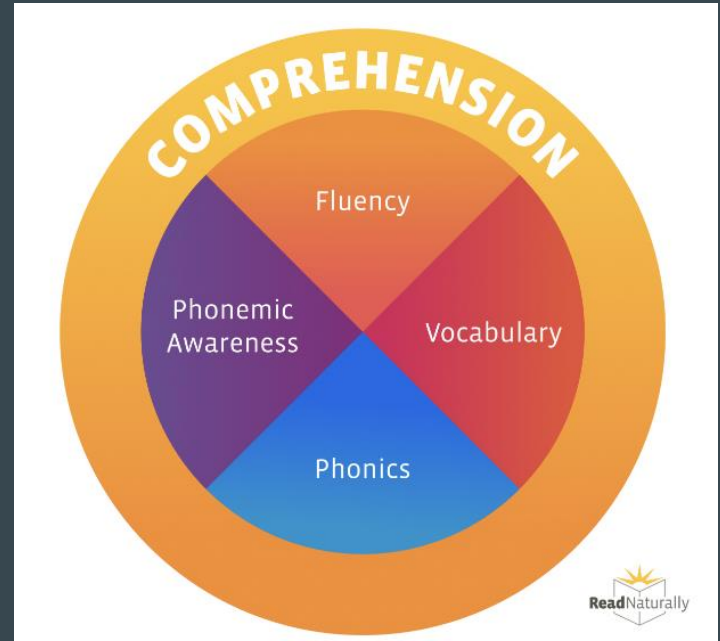 COMPREHENSION
Fluency
Phonemic
Awareness
Vocabulary
Phonics
ReadNaturally